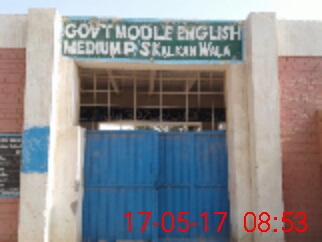 GOVT MODLE ENGLISH
MEDIUM P/S KALKAN WALA
17-05-17 08:53